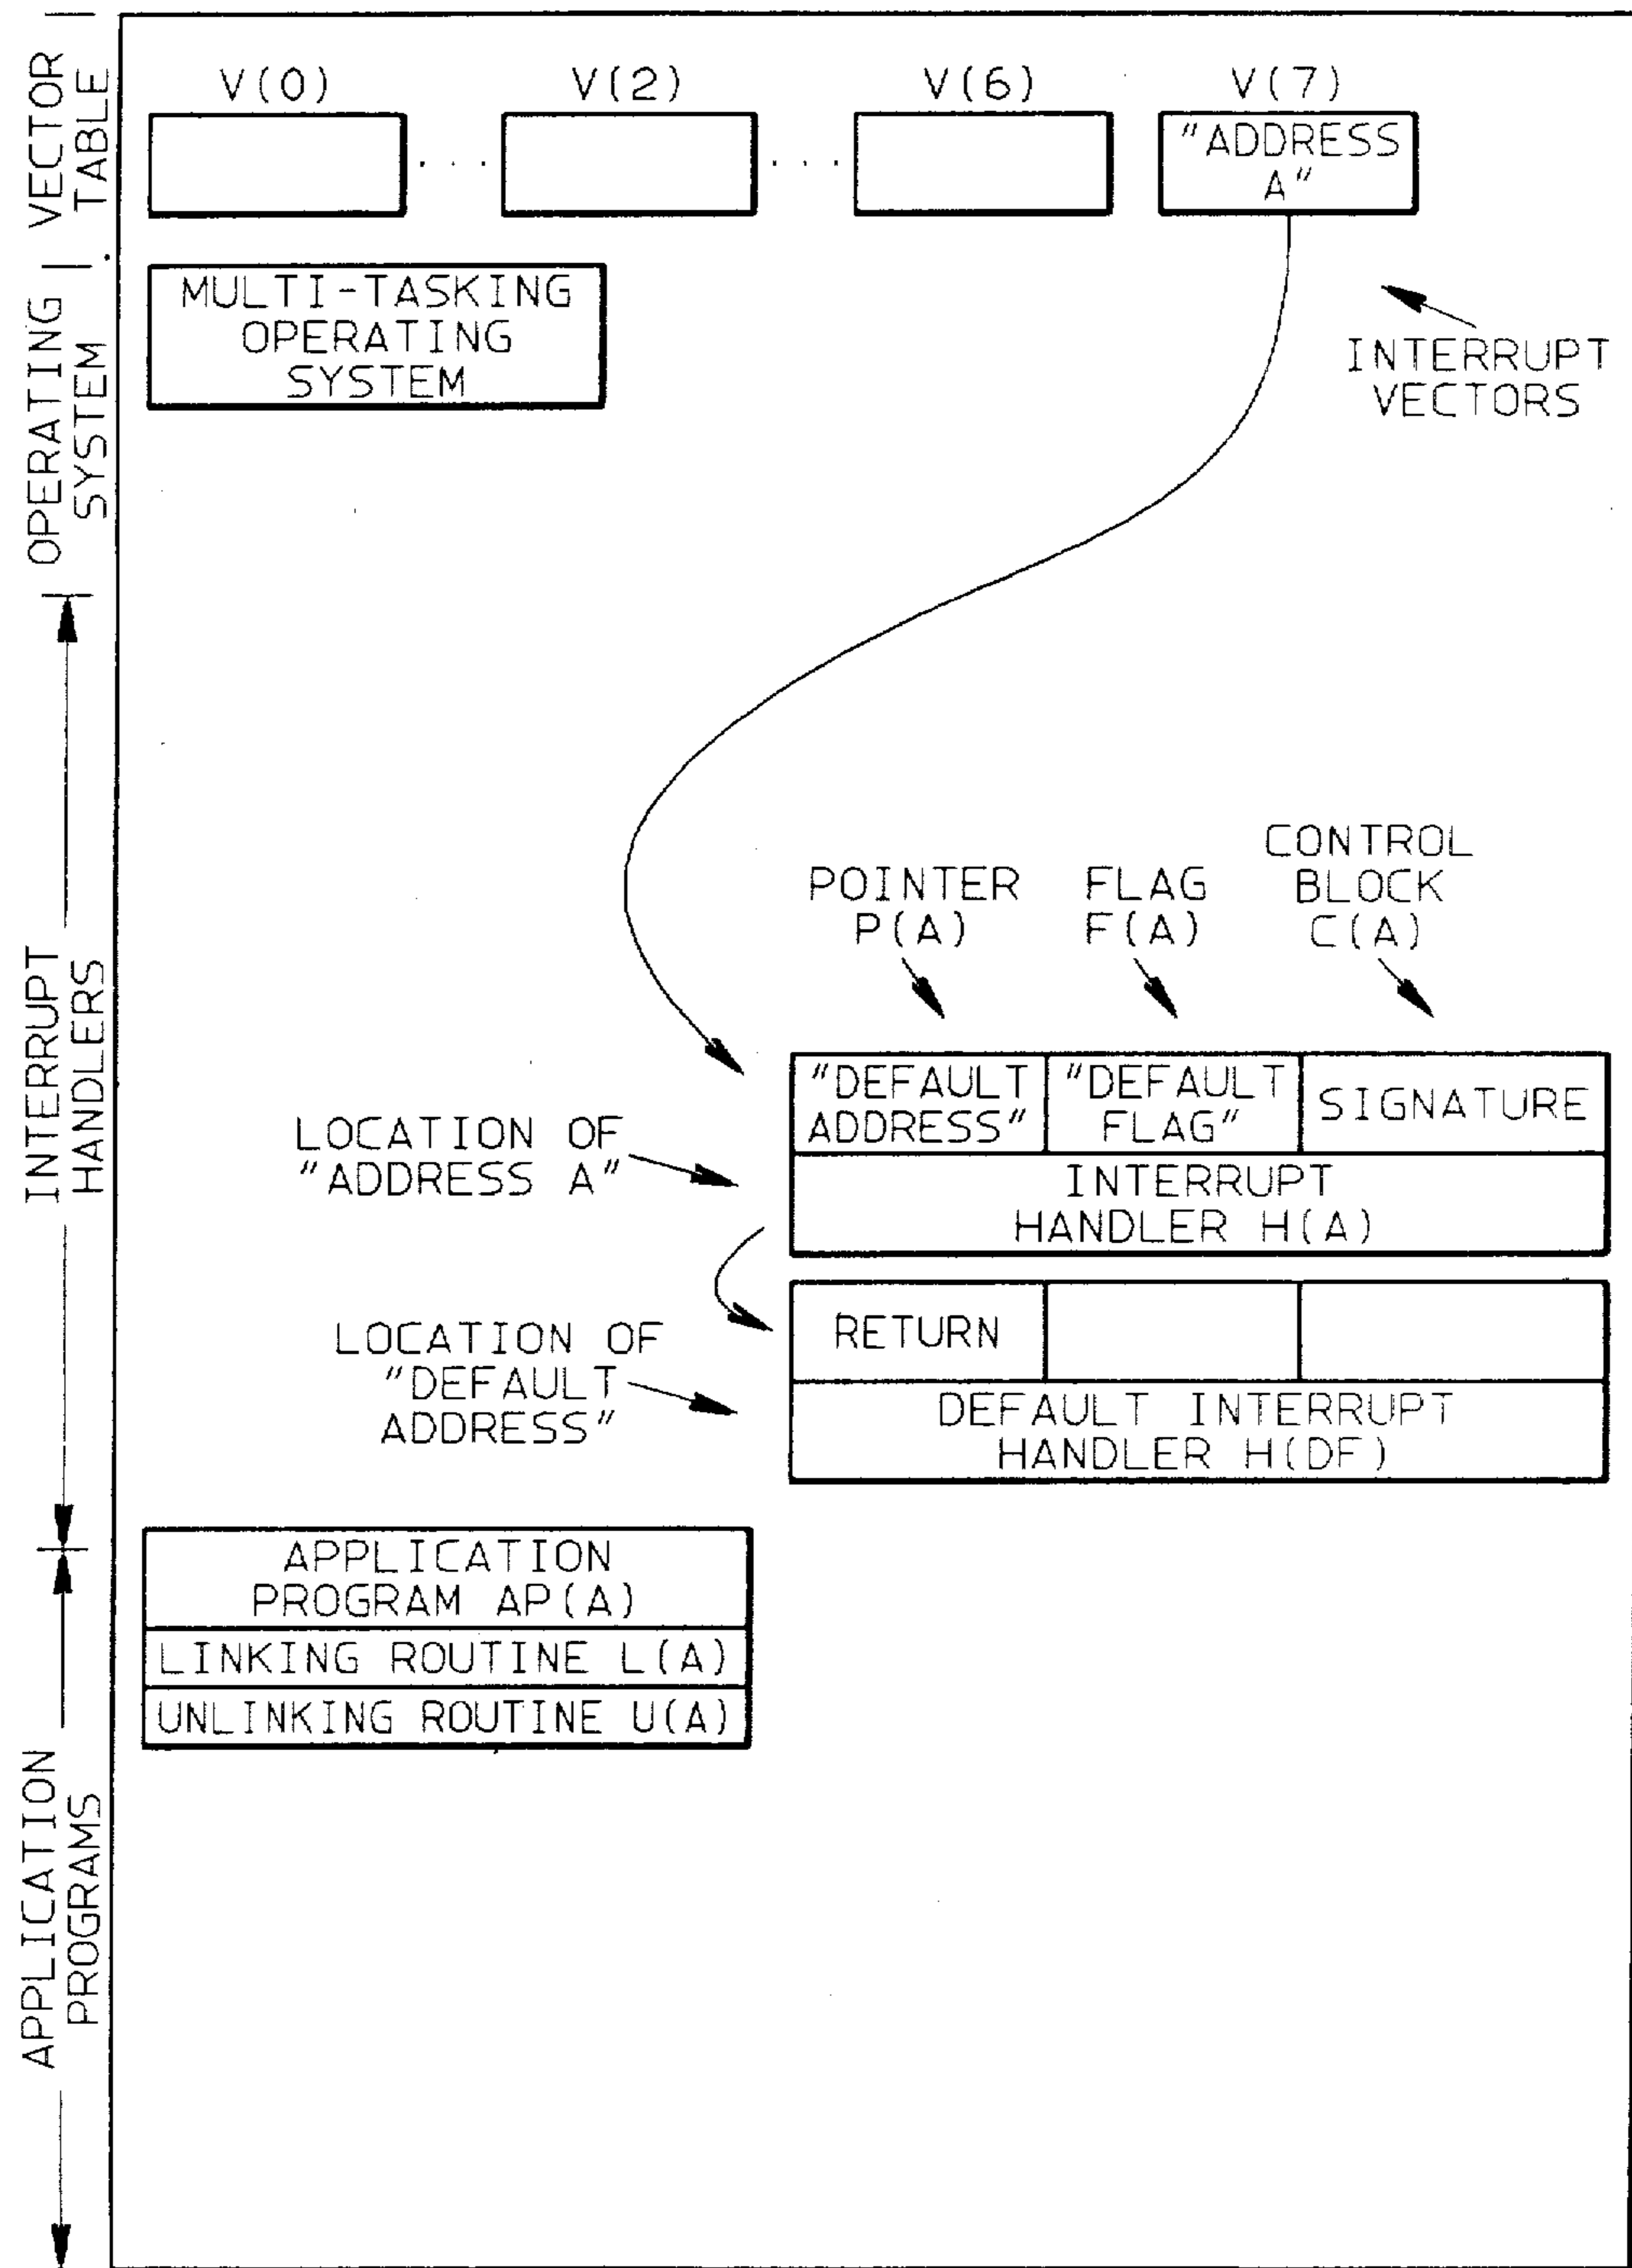 VECTOR
TABLE
V(0)
V(2)
V(6)
V(7)
. . .
. . .
"ADDRESS
A"
OPERATING
SYSTEM
MULTI-TASKING
OPERATING
SYSTEM
INTERRUPT
VECTORS
INTERRUPT
HANDLERS
POINTER
P(A)
FLAG
F(A)
CONTROL
BLOCK
C(A)
"DEFAULT
ADDRESS"
"DEFAULT
FLAG"
SIGNATURE
LOCATION OF
"ADDRESS A"
INTERRUPT
HANDLER H(A)
RETURN
LOCATION OF
"DEFAULT
ADDRESS"
DEFAULT INTERRUPT
HANDLER H(DF)
APPLICATION
PROGRAMS
APPLICATION
PROGRAM AP(A)
LINKING ROUTINE L(A)
UNLINKING ROUTINE U(A)